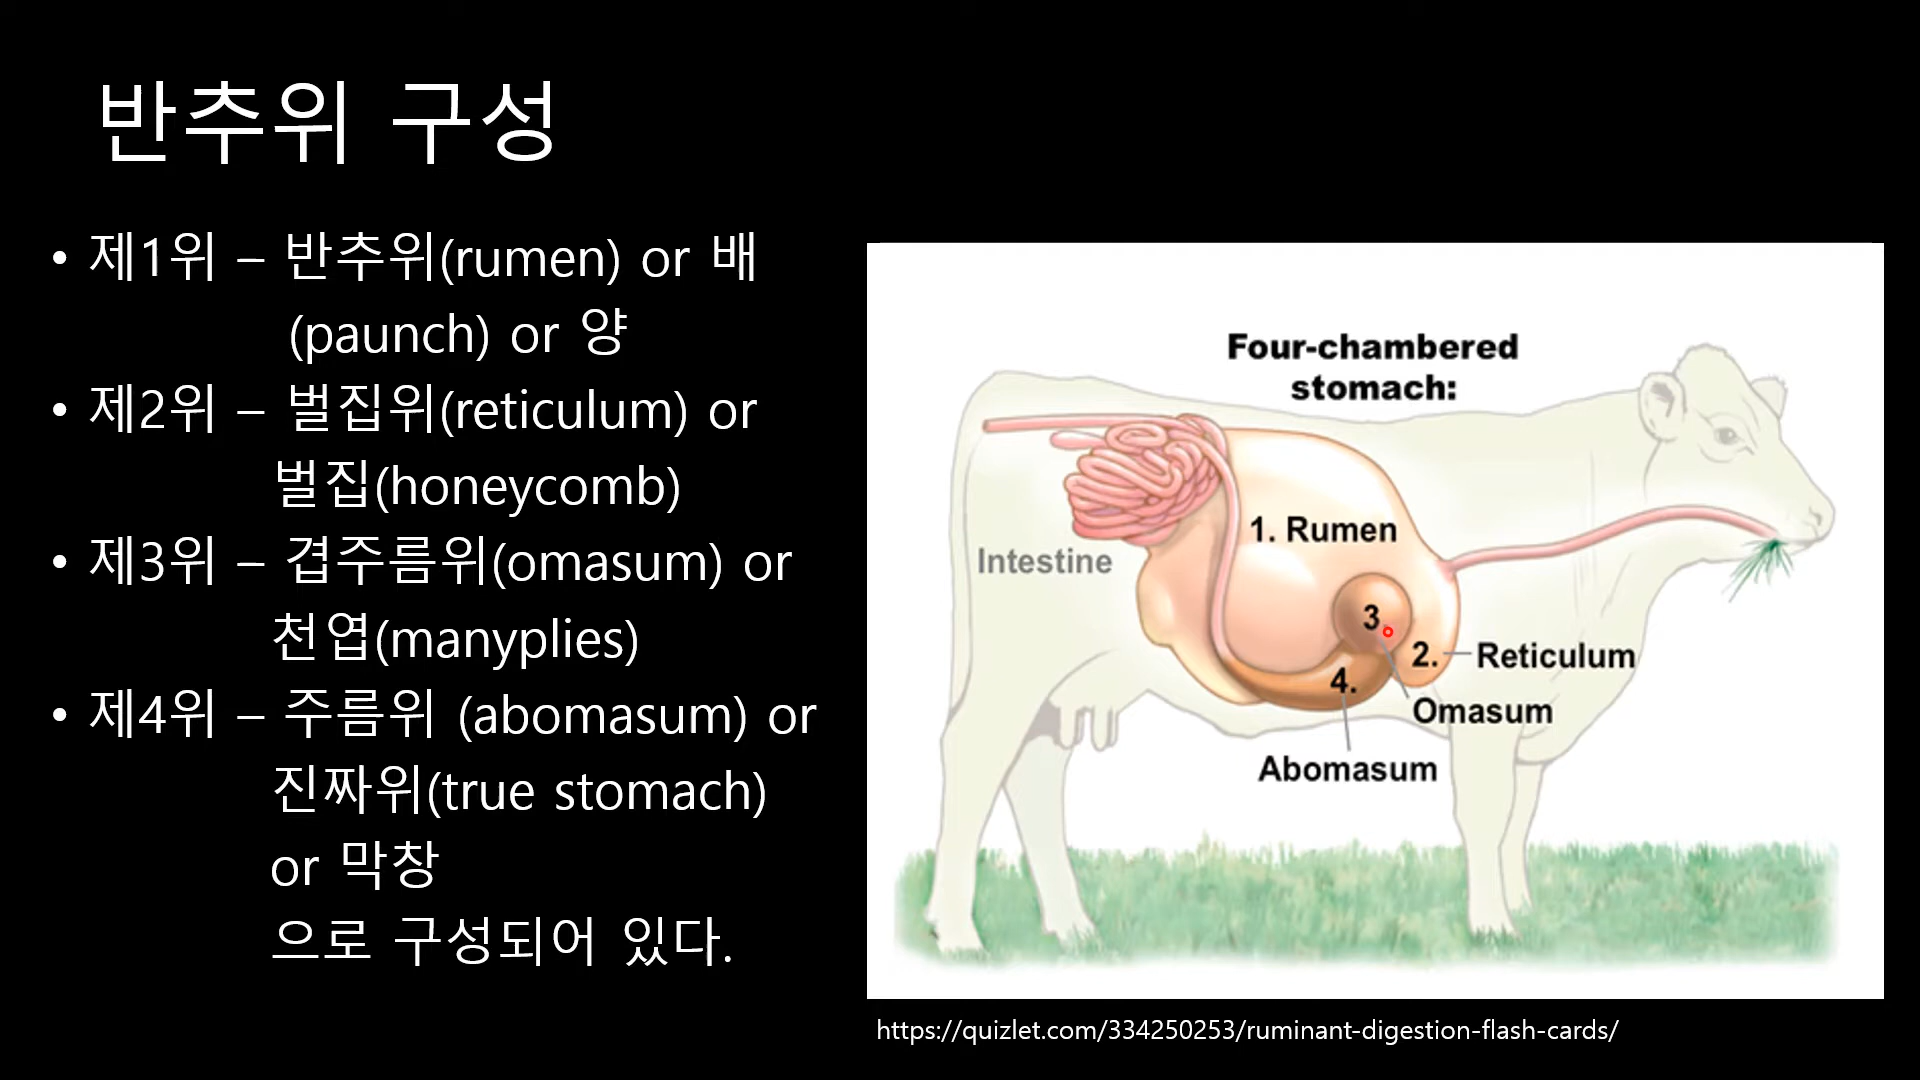 반추위 구성
• 제1위 – 반추위(rumen) or 배
(paunch) or 양
• 제2위 – 벌집위(reticulum) or
벌집(honeycomb)
• 제3위 – 겹주름위(omasum) or
천엽(manyplies)
• 제4위 – 주름위 (abomasum) or
진짜위(true stomach)
or 막창
으로 구성되어 있다.
Four-chambered
stomach:
1. Rumen
Intestine
3.
2.
Reticulum
4.
Omasum
Abomasum
https://quizlet.com/334250253/ruminant-digestion-flash-cards/